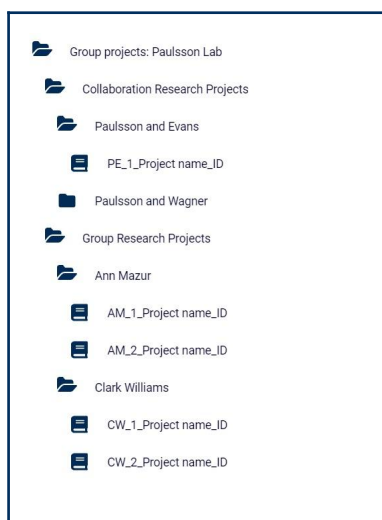 Group projects: Paulsson Lab
Collaboration Research Projects
Paulsson and Evans
PE_1_Project name_ID
Paulsson and Wagner
Group Research Projects
Ann Mazur
AM_1_Project name_ID
AM_2_Project name_ID
Clark Williams
CW_1_Project name_ID
CW_2_Project name_ID